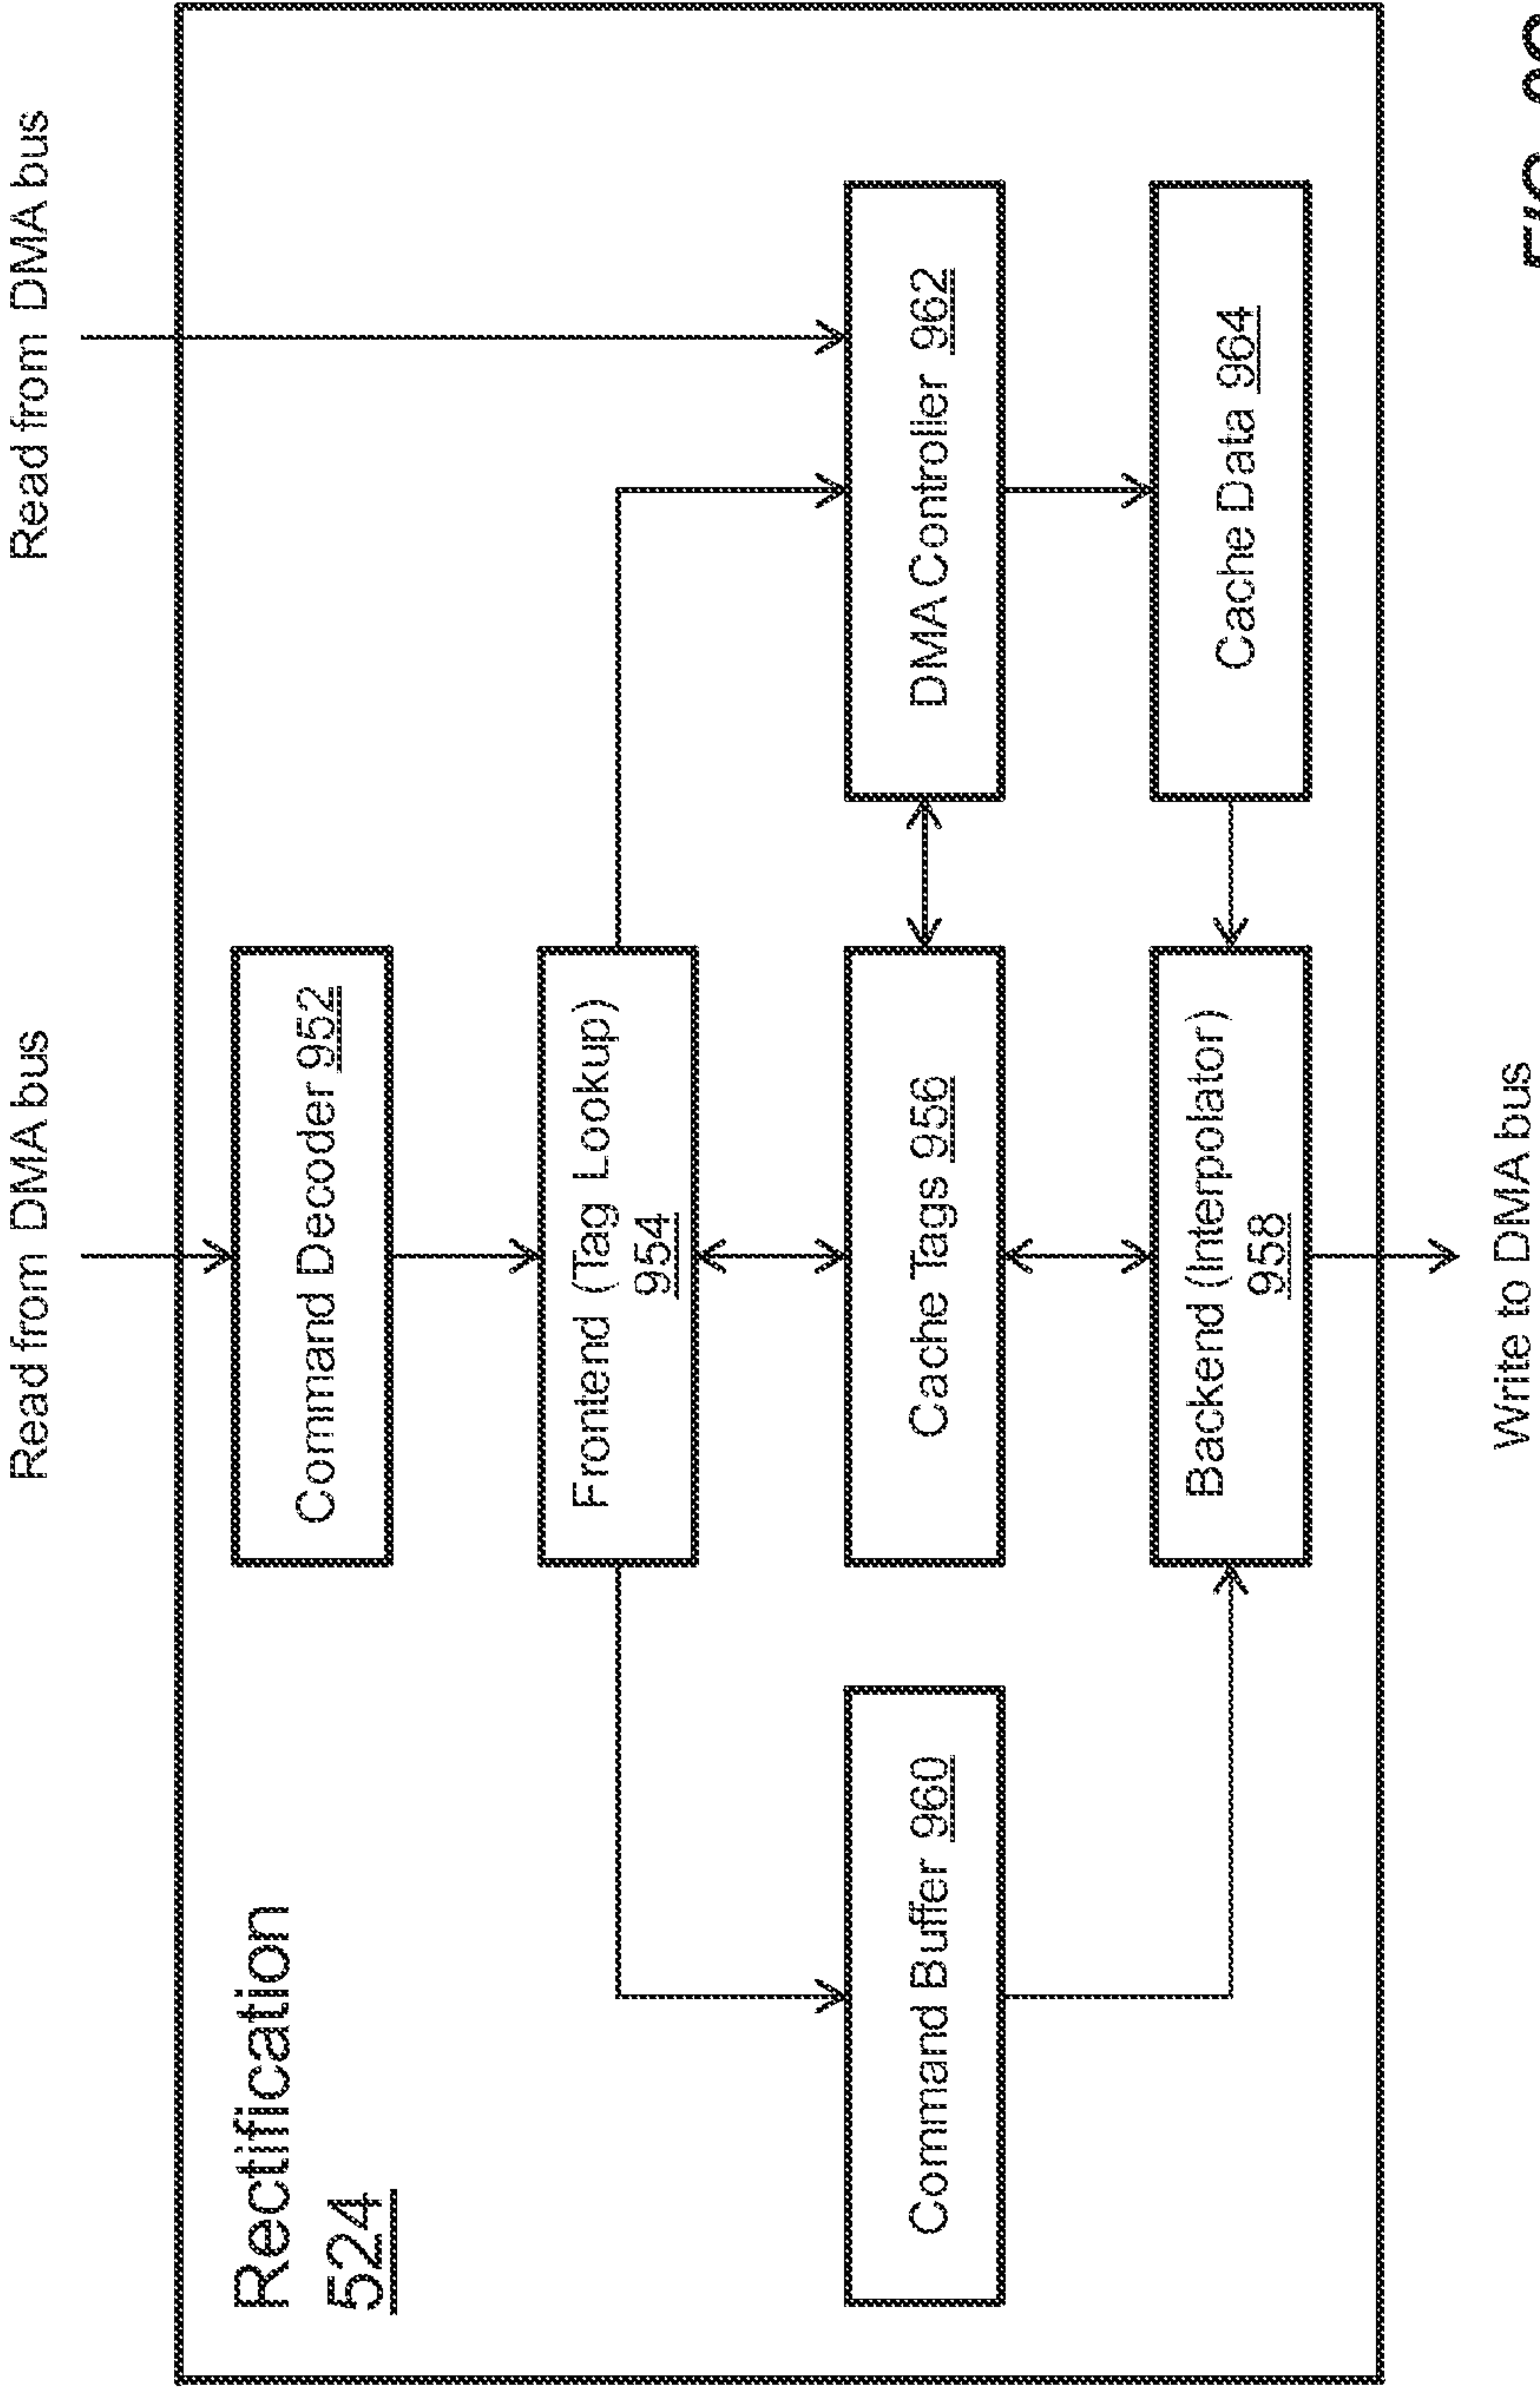 Read from DMA bus
Read from DMA bus
Rectification
524
Command Decoder 952
Frontend (Tag Lookup)
954
Command Buffer 960
Cache Tags 956
DMA Controller 962
Backend (Interpolator)
958
Cache Data 964
Write to DMA bus